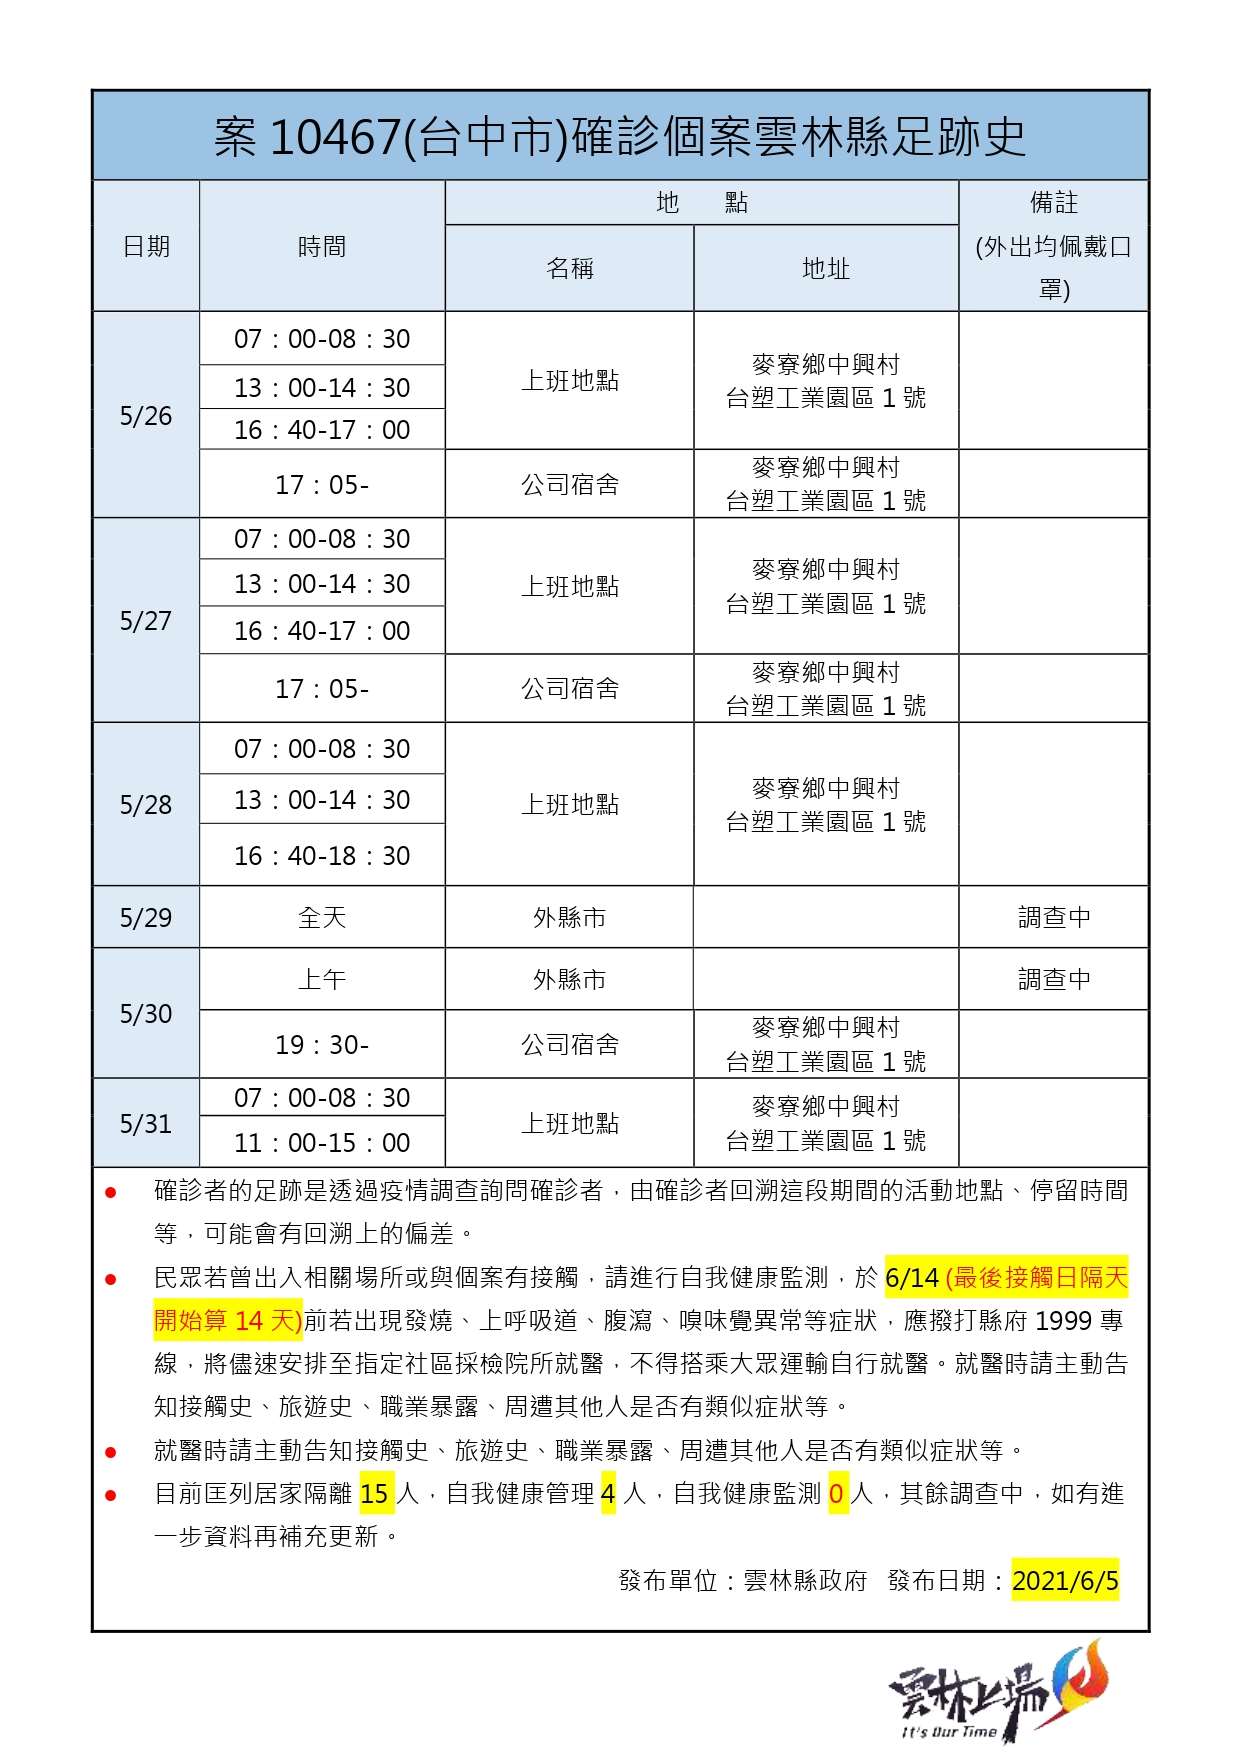 案 10467(台中市)確診個案雲林縣足跡史
日期
時間
地　點
備註
(外出均佩戴口
罩)
名稱
地址
5/26
07：00-08：30
13：00-14：30
16：40-17：00
上班地點
麥寮鄉中興村
台塑工業園區 1 號
17：05-
公司宿舍
麥寮鄉中興村
台塑工業園區 1 號
5/27
07：00-08：30
13：00-14：30
16：40-17：00
上班地點
麥寮鄉中興村
台塑工業園區 1 號
17：05-
公司宿舍
麥寮鄉中興村
台塑工業園區 1 號
5/28
07：00-08：30
13：00-14：30
16：40-18：30
上班地點
麥寮鄉中興村
台塑工業園區 1 號
5/29
全天
外縣市
調查中
5/30
上午
外縣市
調查中
19：30-
公司宿舍
麥寮鄉中興村
台塑工業園區 1 號
5/31
07：00-08：30
11：00-15：00
上班地點
麥寮鄉中興村
台塑工業園區 1 號
● 確診者的足跡是透過疫情調查詢問確診者，由確診者回溯這段期間的活動地點、停留時間
等，可能會有回溯上的偏差。
● 民眾若曾出入相關場所或與個案有接觸，請進行自我健康監測，於 6/14 (最後接觸日隔天
開始算 14 天)前若出現發燒、上呼吸道、腹瀉、嗅味覺異常等症狀，應撥打縣府 1999 專
線，將儘速安排至指定社區採檢院所就醫，不得搭乘大眾運輸自行就醫。就醫時請主動告
知接觸史、旅遊史、職業暴露、周遭其他人是否有類似症狀等。
● 就醫時請主動告知接觸史、旅遊史、職業暴露、周遭其他人是否有類似症狀等。
● 目前匡列居家隔離 15 人，自我健康管理 4 人，自我健康監測 0 人，其餘調查中，如有進
一步資料再補充更新。
發布單位：雲林縣政府 發布日期：2021/6/5
雲林上場
It's Our Time